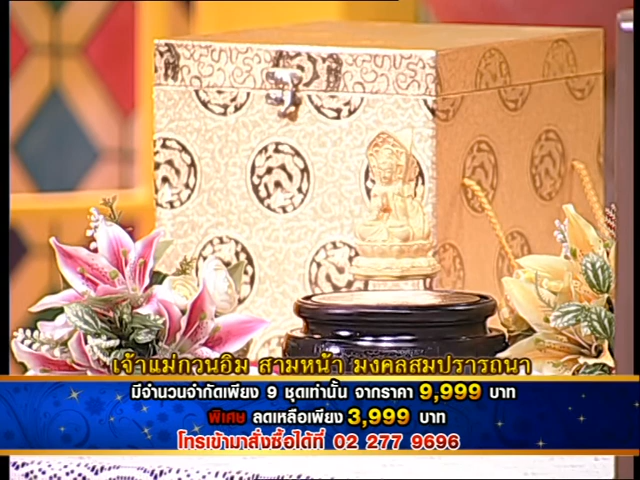 เจ้าแม่กวนอิม สามหน้า มงคลสมปรารถนา
มีจำนวนจำกัดเพียง 9 ชุดเท่านั้น จากราคา 9,999 บาท
พิเศษ ลดเหลือเพียง 3,999 บาท
โทรเข้ามาสั่งซื้อได้ที่ 02 277 9696